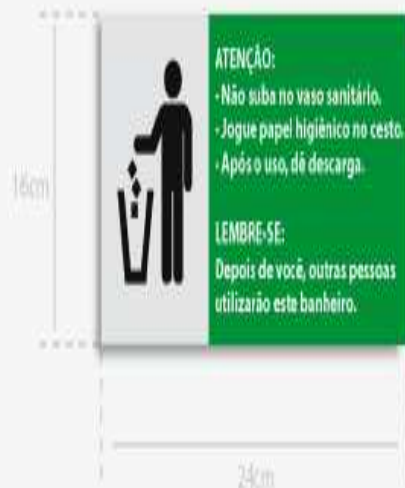 ATENÇÃO:
- Não suba no vaso sanitário.
- Jogue papel higiênico no cesto.
- Após o uso, dê descarga.
LEMBRE-SE:
Depois de você, outras pessoas
utilizarão este banheiro.
16cm
24cm